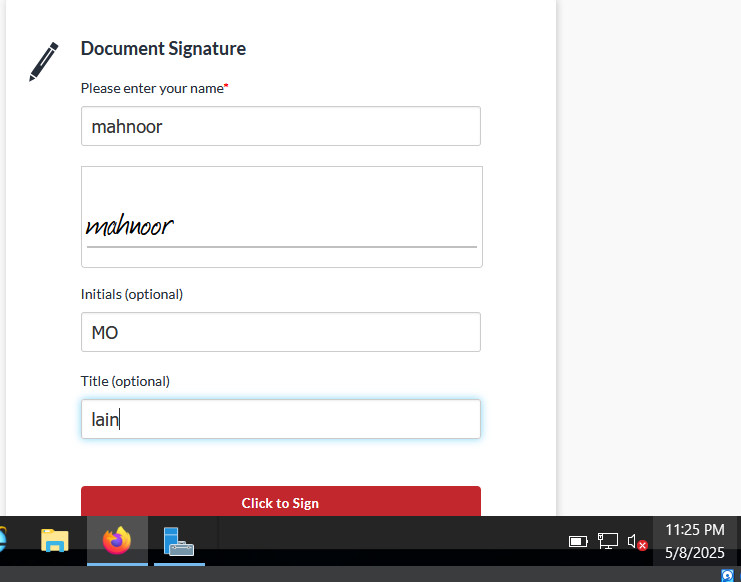 Document Signature
Please enter your name*
mahnoor
mahnoor
Initials (optional)
MO
Title (optional)
lain
Click to Sign
11:25 PM
5/8/2025